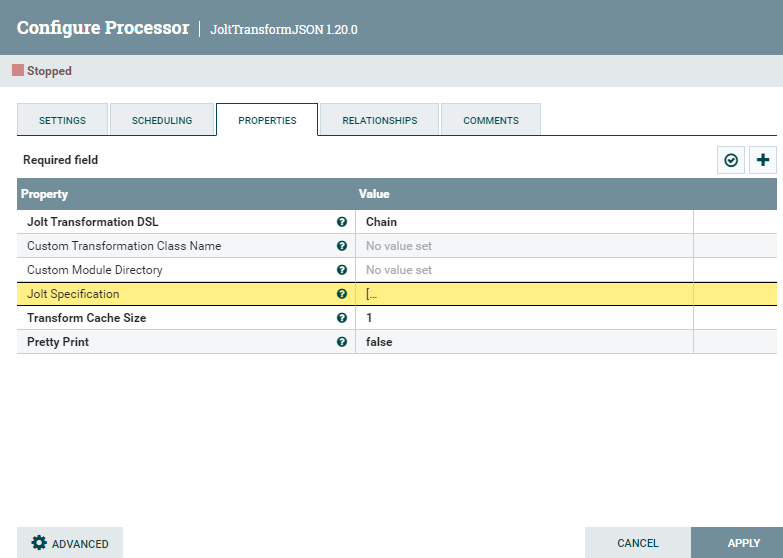 Configure Processor | JoltTransformJSON 1.20.0
Stopped
SETTINGS SCHEDULING PROPERTIES RELATIONSHIPS COMMENTS
Required field
Property Value
Jolt Transformation DSL Chain
Custom Transformation Class Name No value set
Custom Module Directory No value set
Jolt Specification [...
Transform Cache Size 1
Pretty Print false
ADVANCED CANCEL APPLY